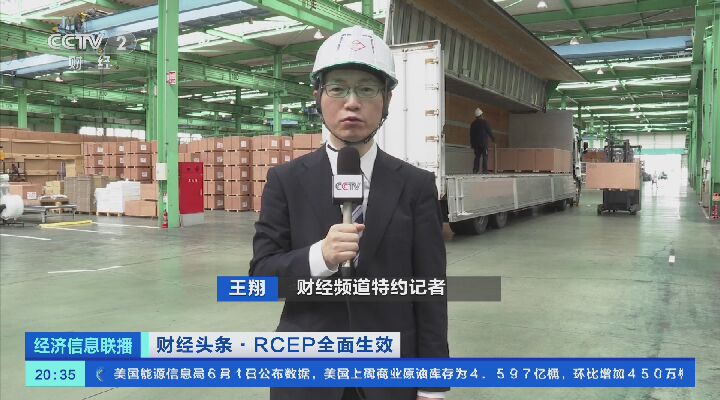 CCTV 2
财经
CCTV
王翔 财经频道特约记者
经济信息联播 财经头条·RCEP全面生效
20:35 美国能源信息局6月1日公布数据，美国上周商业原油库存为4．597亿桶，环比增加450万桶